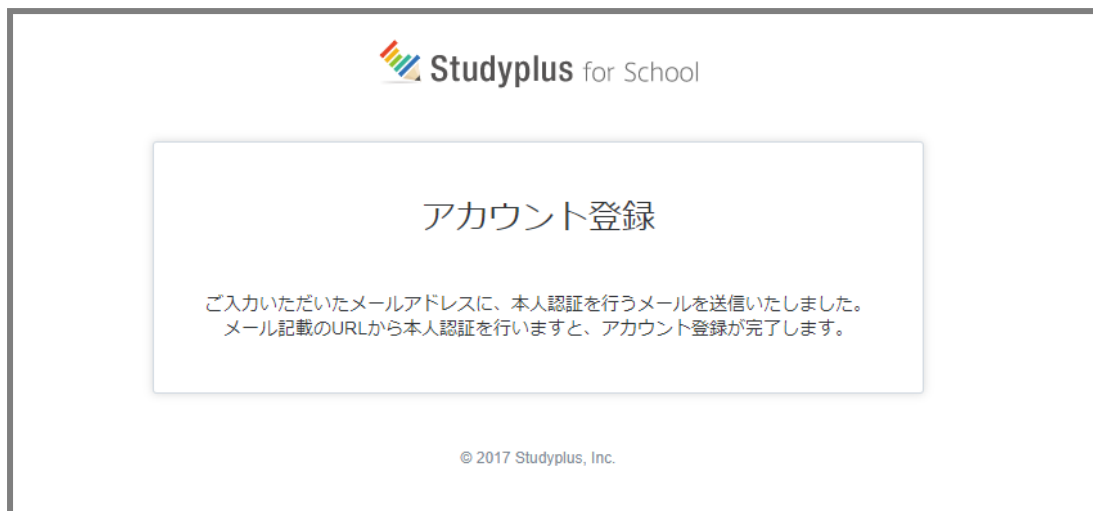 Studyplus for School
アカウント登録
ご入力いただいたメールアドレスに、本人認証を行うメールを送信いたしました。
メール記載のURLから本人認証を行いますと、アカウント登録が完了します。
© 2017 Studyplus, Inc.